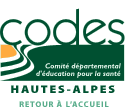 codes
Comité départemental
d'éducation pour la santé
HAUTES-ALPES
RETOUR À L'ACCUEIL